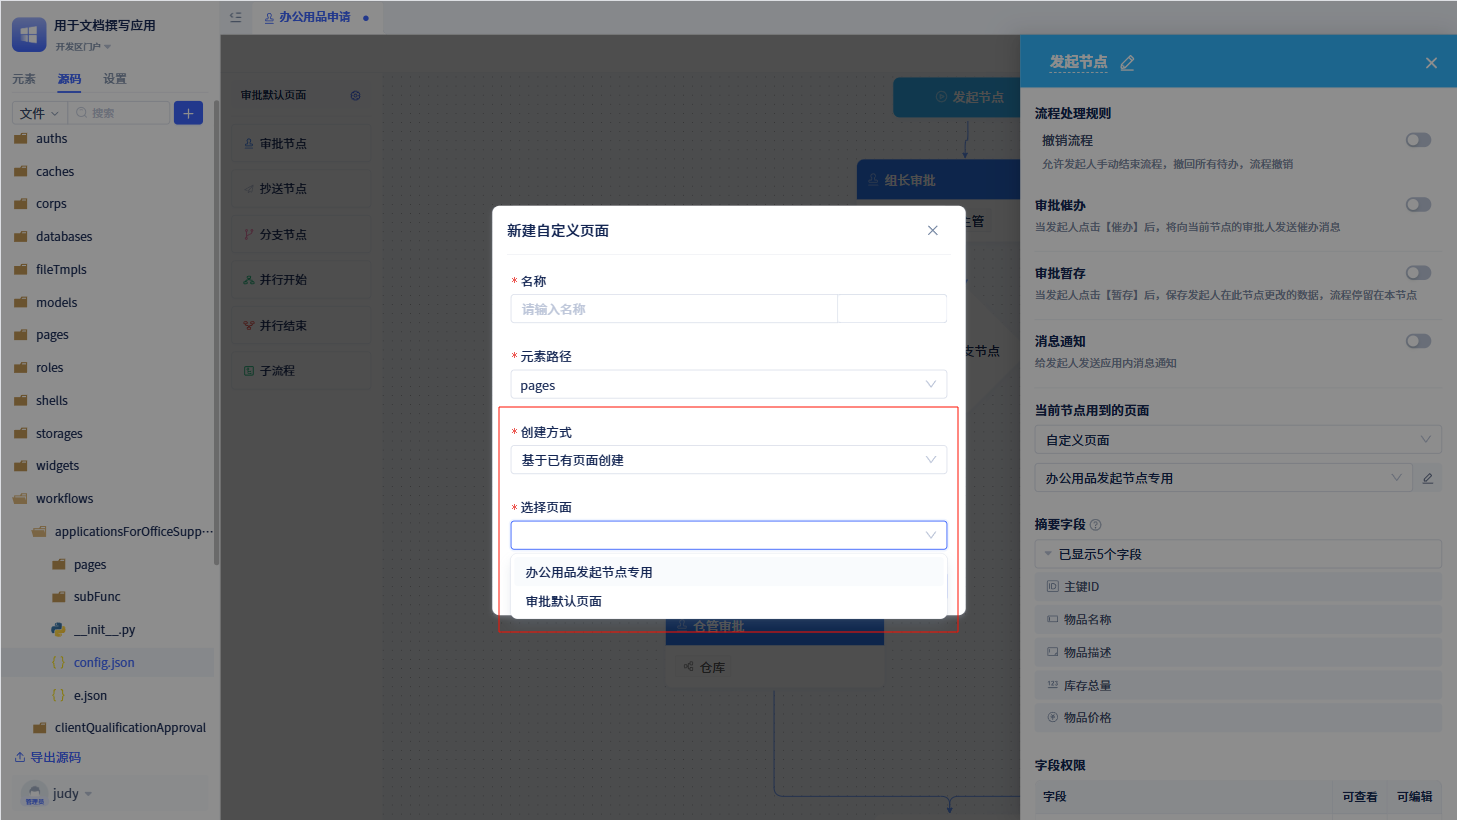 用于文档撰写应用
开发区门户
元素 源码 设置
文件 搜索
auths
caches
corps
databases
fileTmpls
models
pages
roles
shells
storages
widgets
workflows
applicationsForOfficeSupp···
pages
subFunc
__init__.py
config.json
e.json
clientQualificationApproval
导出源码
管理员
judy
办公用品申请
审批默认页面
审批节点
抄送节点
分支节点
并行开始
并行结束
子流程
发起节点
组长审批
主管
支节点
仓管审批
仓库
新建自定义页面
* 名称
请输入名称
* 元素路径
pages
* 创建方式
基于已有页面创建
* 选择页面
办公用品发起节点专用
审批默认页面
发起节点
流程处理规则
撤销流程
允许发起人手动结束流程，撤回所有待办，流程撤销
审批催办
当发起人点击【催办】后，将向当前节点的审批人发送催办消息
审批暂存
当发起人点击【暂存】后，保存发起人在此节点更改的数据，流程停留在本节点
消息通知
给发起人发送应用内消息通知
当前节点用到的页面
自定义页面
办公用品发起节点专用
摘要字段
已显示5个字段
主键ID
物品名称
物品描述
库存总量
物品价格
字段权限
字段 可查看 可编辑